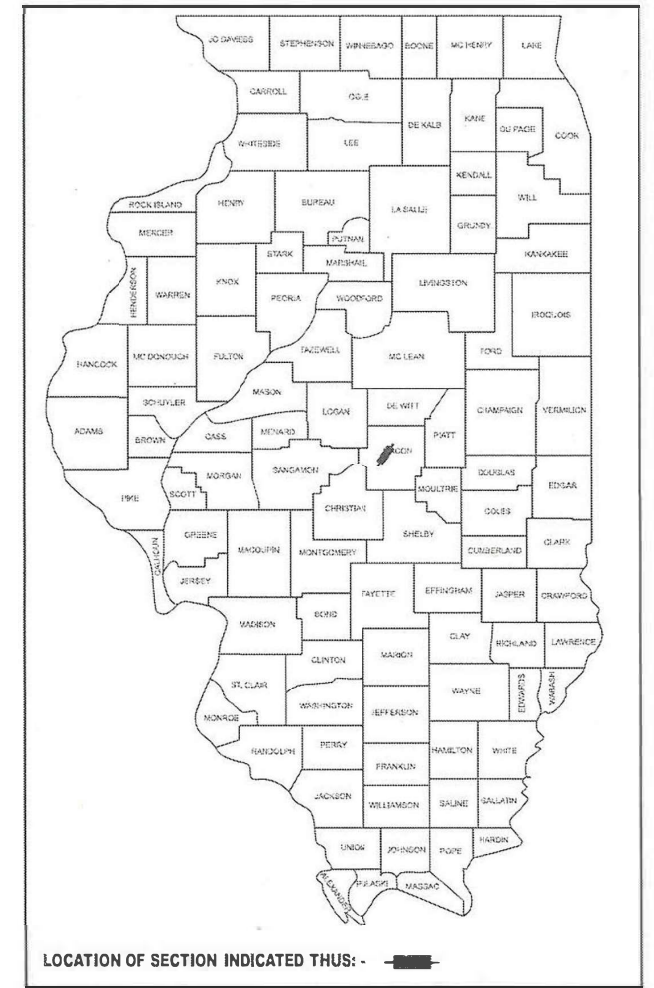 JO DAVIESS STEPHENSON WINNEBAGO BOONE MC HENRY LAKE
CARROLL OGLE
DE KALB KANE DU PAGE COOK
WHITESIDE LEE
KENDALL
ROCK ISLAND HENRY BUREAU LA SALLE GRUNDY WILL
MERCER PUTNAM
STARK MARSHALL KANKAKEE
HENDERSON WARREN KNOX PEORIA WOODFORD LIVINGSTON
IROQUOIS
HANCOCK MC DONOUGH FULTON TAZEWELL MC LEAN FORD
MASON
SCHUYLER LOGAN DE WITT CHAMPAIGN VERMILION
ADAMS BROWN CASS MENARD PIATT
CON
PIKE SCOTT MORGAN SANGAMON MOULTRIE DOUGLAS EDGAR
CHRISTIAN COLES
CALHOUN GREENE MACOUPIN MONTGOMERY SHELBY CUMBERLAND CLARK
JERSEY
FAYETTE EFFINGHAM JASPER CRAWFORD
MADISON BOND
CLAY RICHLAND LAWRENCE
CLINTON MARION
ST. CLAIR WAYNE EDWARDS WABASH
MONROE WASHINGTON JEFFERSON
RANDOLPH PERRY HAMILTON WHITE
FRANKLIN
JACKSON WILLIAMSON SALINE GALLATIN
UNION JOHNSON POPE HARDIN
ALEXANDER PULASKI MASSAC
LOCATION OF SECTION INDICATED THUS: -